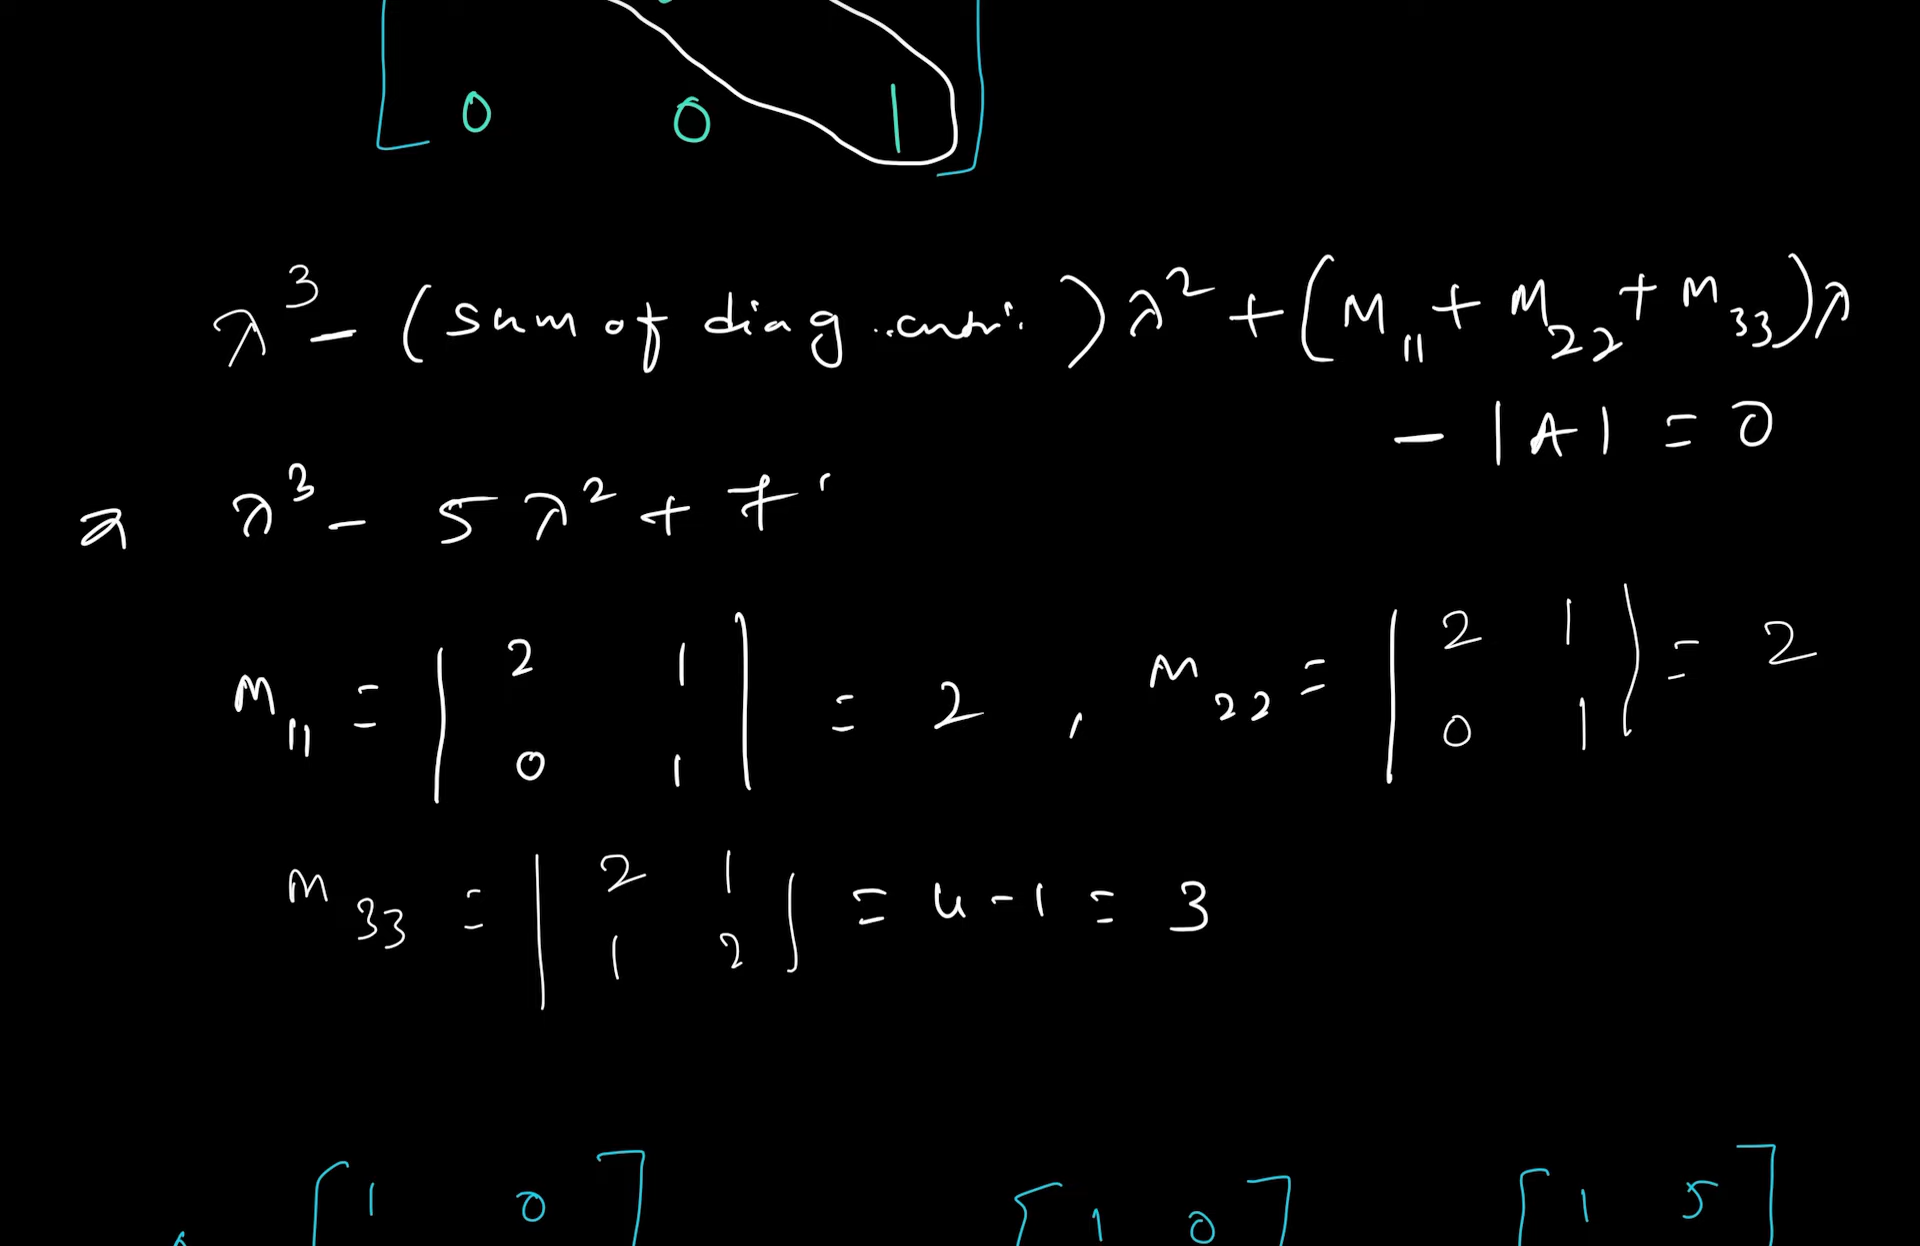 0 0 1
λ³ - (sum of diag. )λ² + (M₁₁ + M₂₂ + M₃₃)λ
- |A| = 0
λ³ - 5λ² + 7
M₁₁ = | 2 1 | = 2 , M₂₂ = | 2 1 | = 2
0 1 0 1
M₃₃ = | 2 1 | = 4 - 1 = 3
1 2
[ 1 0 ] [ 1 0 ] [ 1 5 ]